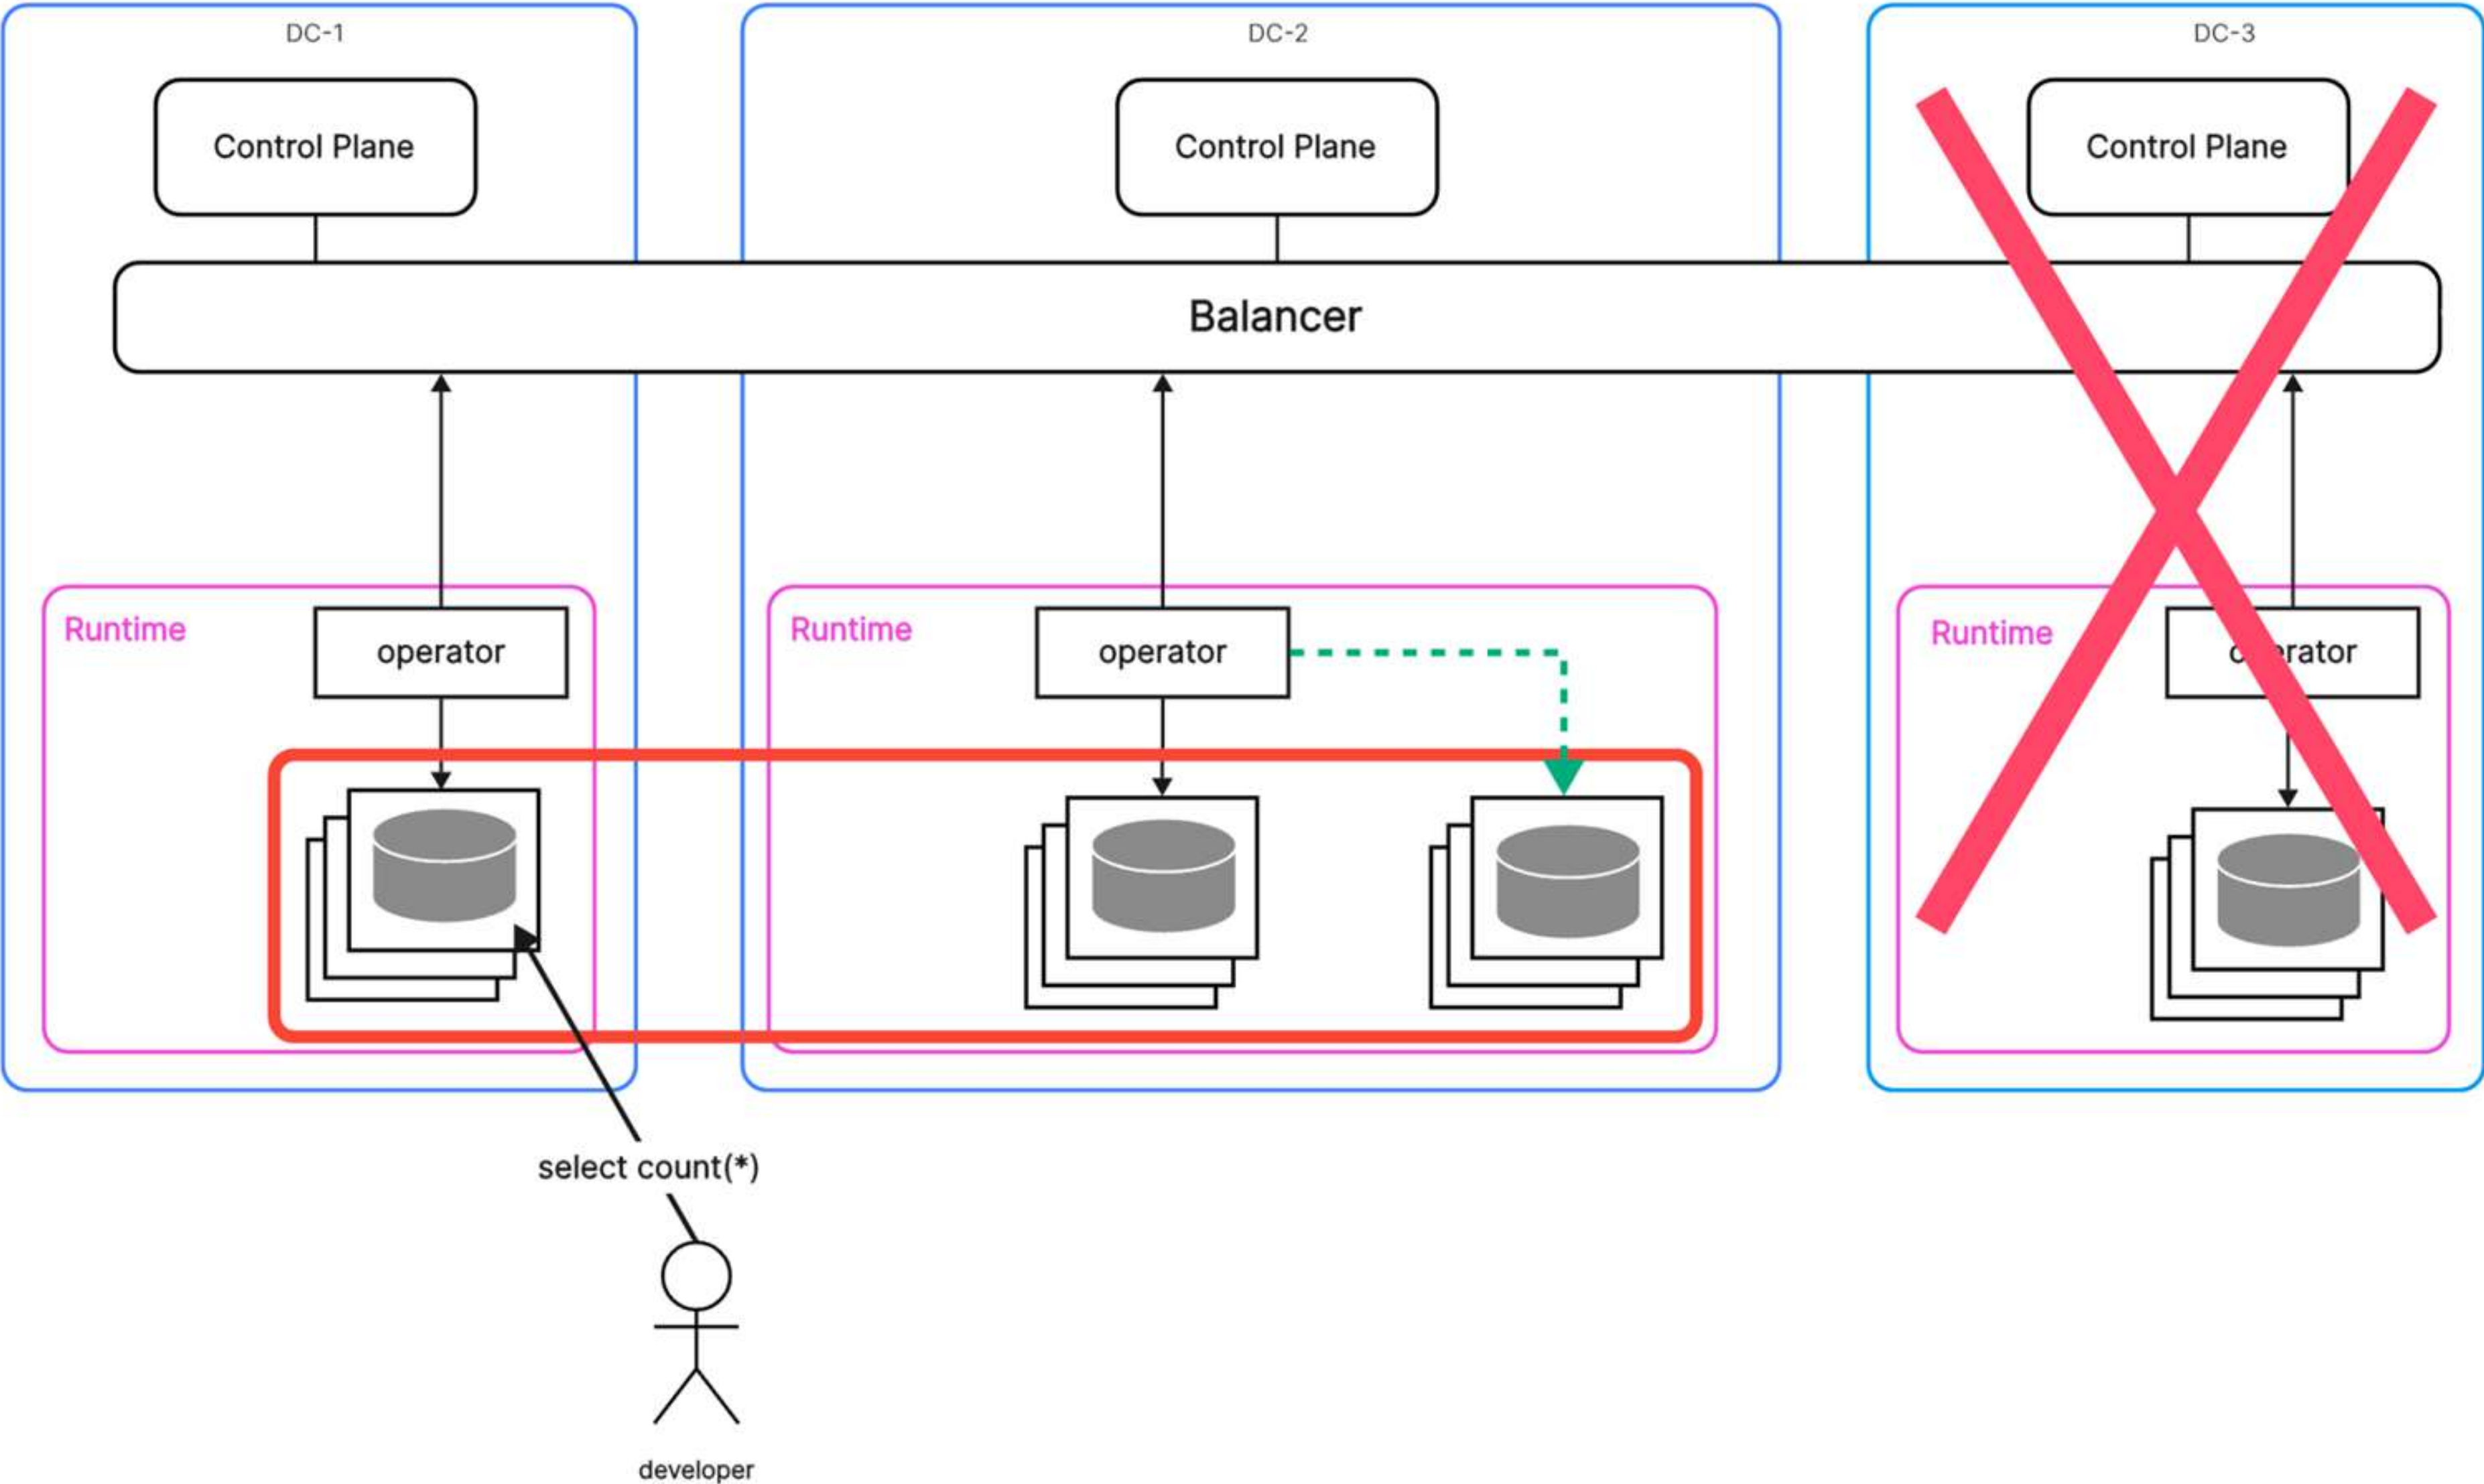 DC-1
DC-2
DC-3
Control Plane
Control Plane
Control Plane
Balancer
Runtime
operator
Runtime
operator
Runtime
select count(*)
developer